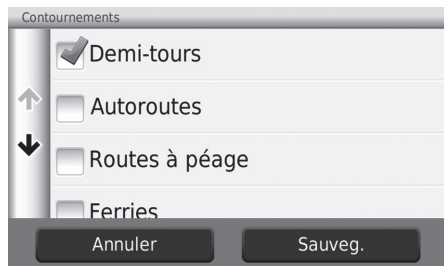 Contournements
Demi-tours
Autoroutes
Routes à péage
Ferries
Annuler
Sauveg.